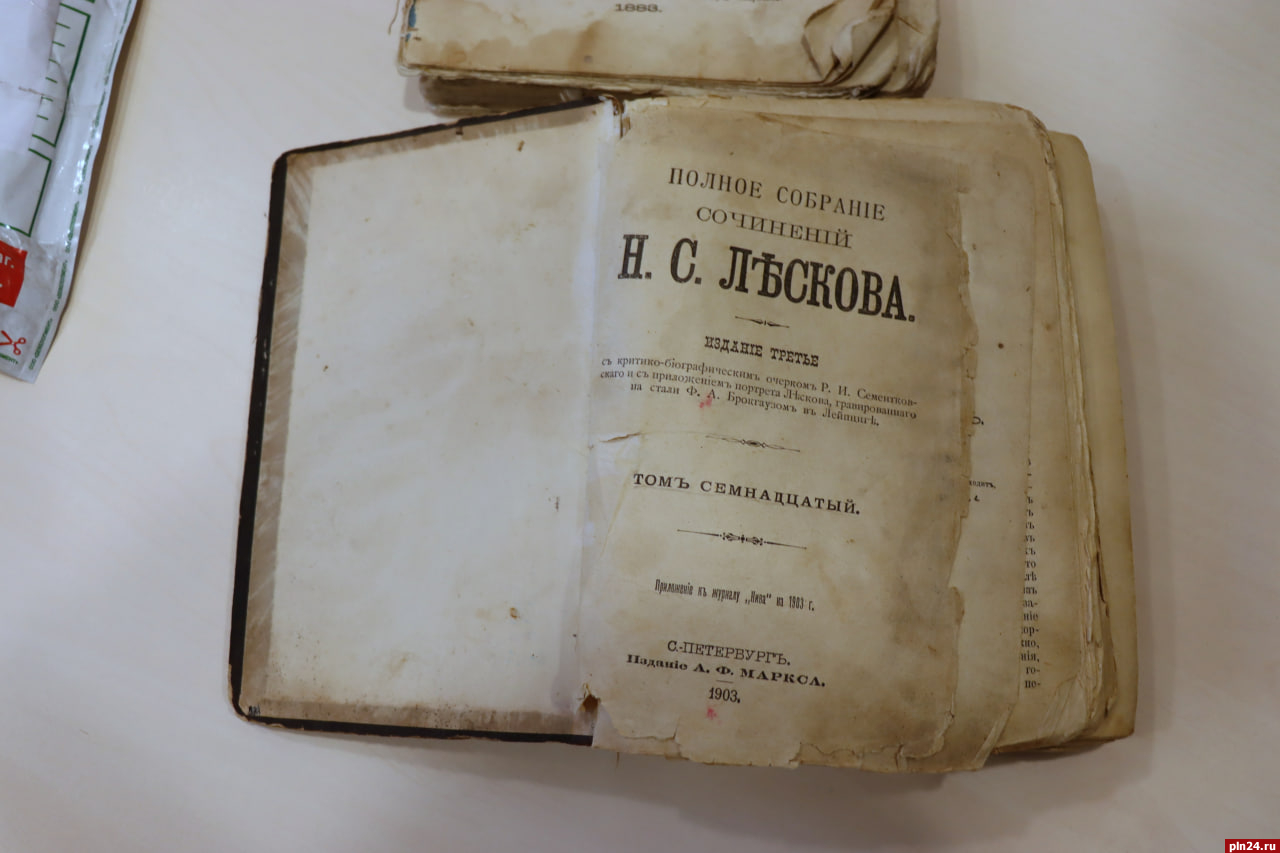 1883.
ПОЛНОЕ СОБРАНІЕ
СОЧИНЕНІЙ
Н. С. ЛѢСКОВА.
ИЗДАНІЕ ТРЕТЬЕ
съ критико-біографическимъ очеркомъ Р. И. Сементков-
скаго и съ приложеніемъ портрета Лѣскова, гравированнаго
на стали Ф. А. Брокгаузомъ въ Лейпцигѣ.
ТОМЪ СЕМНАДЦАТЫЙ.
Приложеніе къ журналу „Нива" на 1903 г.
С.-ПЕТЕРБУРГЪ.
Изданіе А. Ф. МАРКСА.
1903.
pln24.ru